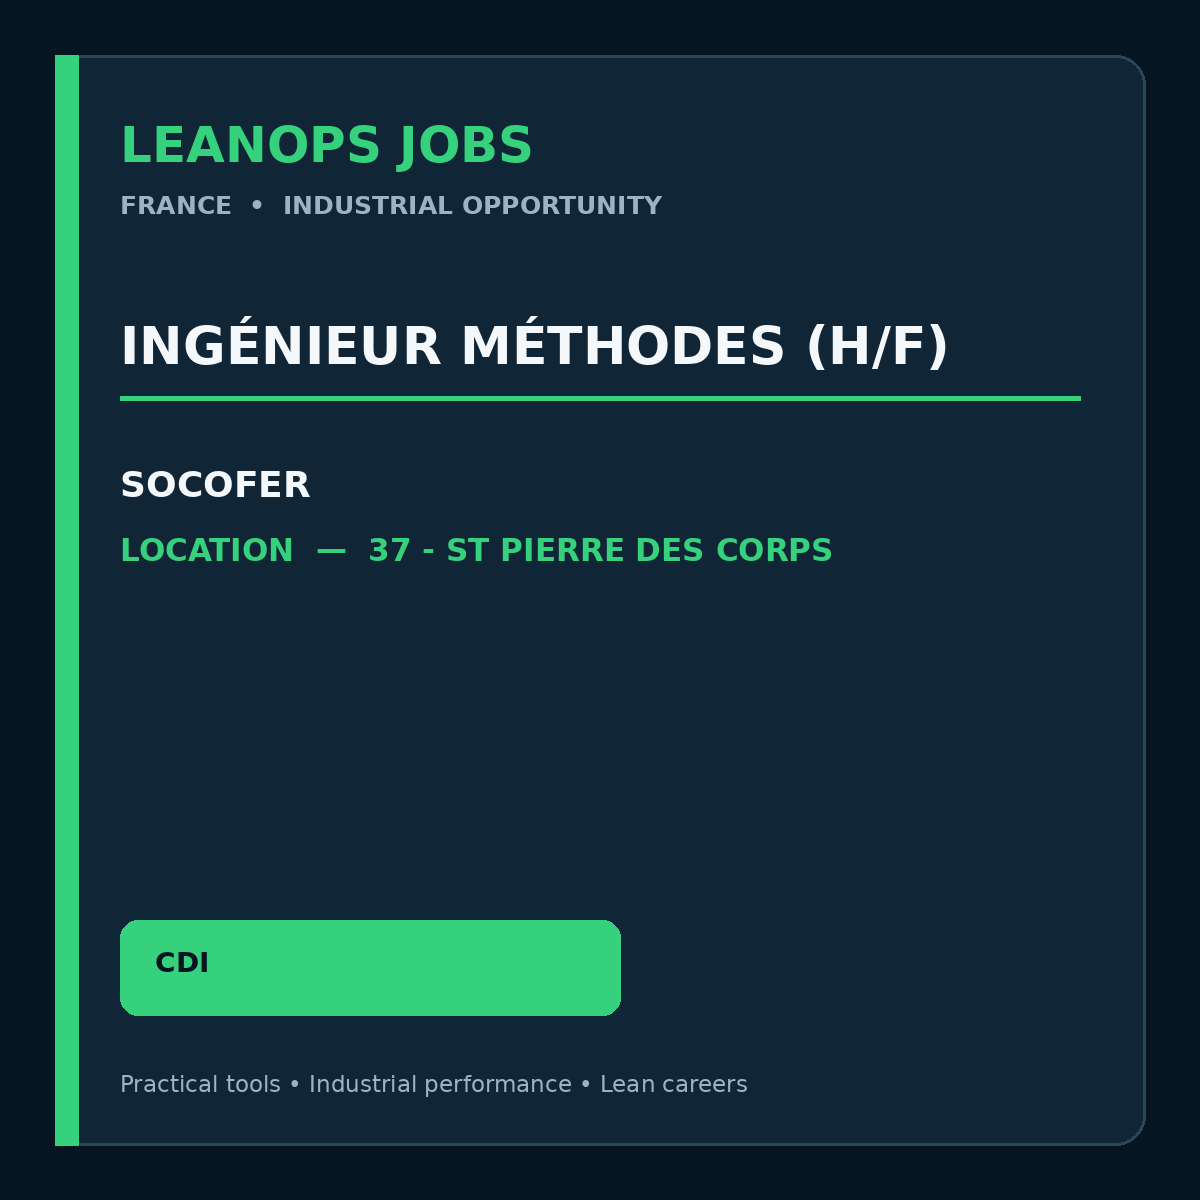 LEANOPS JOBS
FRANCE • INDUSTRIAL OPPORTUNITY
INGÉNIEUR MÉTHODES (H/F)
SOCOFER
LOCATION — 37 - ST PIERRE DES CORPS
CDI
Practical tools • Industrial performance • Lean careers